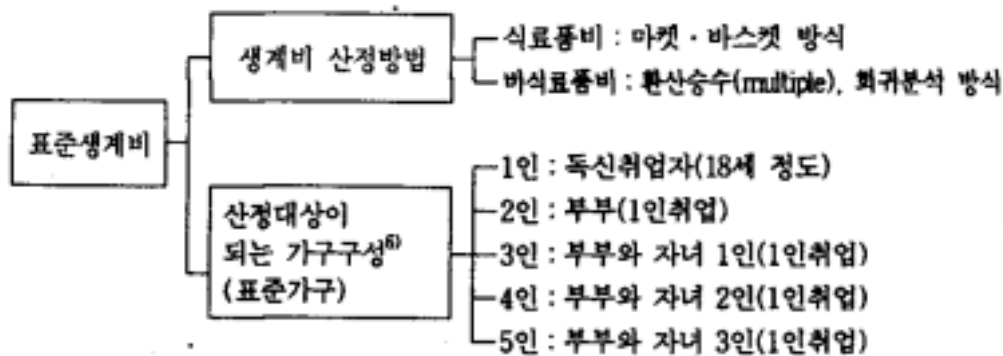 생계비 산정방법
식료품비 : 마켓 · 바스켓 방식
비식료품비 : 환산승수(multiple), 회귀분석 방식
표준생계비
산정대상이
되는 가구구성⁶⁾
(표준가구)
1인 : 독신취업자(18세 정도)
2인 : 부부(1인취업)
3인 : 부부와 자녀 1인(1인취업)
4인 : 부부와 자녀 2인(1인취업)
5인 : 부부와 자녀 3인(1인취업)